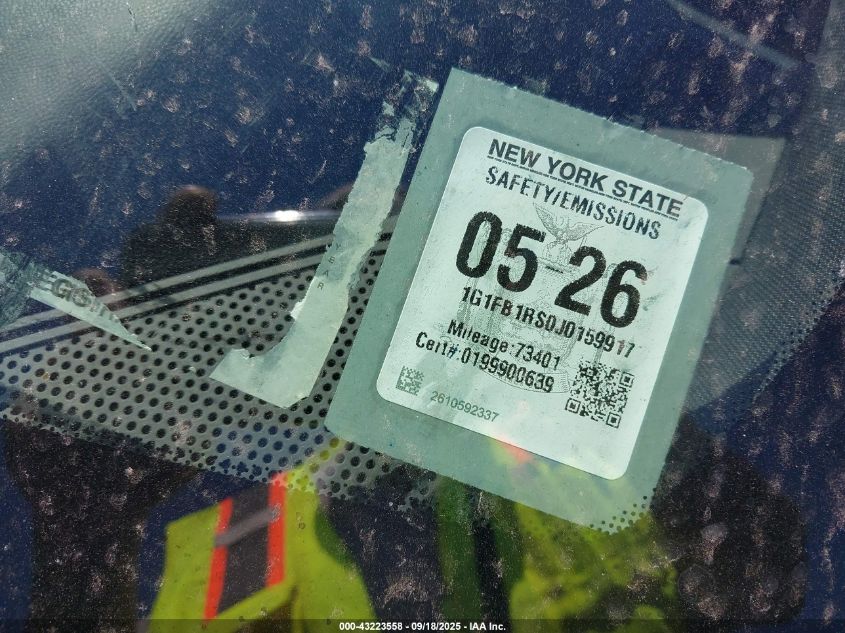 NEW YORK STATE
SAFETY/EMISSIONS
05-26
1G1FB1RS0J0159917
Mileage:73401
Cert#:0199900639
2610592337
YEAR
000-43223558 - 09/18/2025 - IAA Inc.